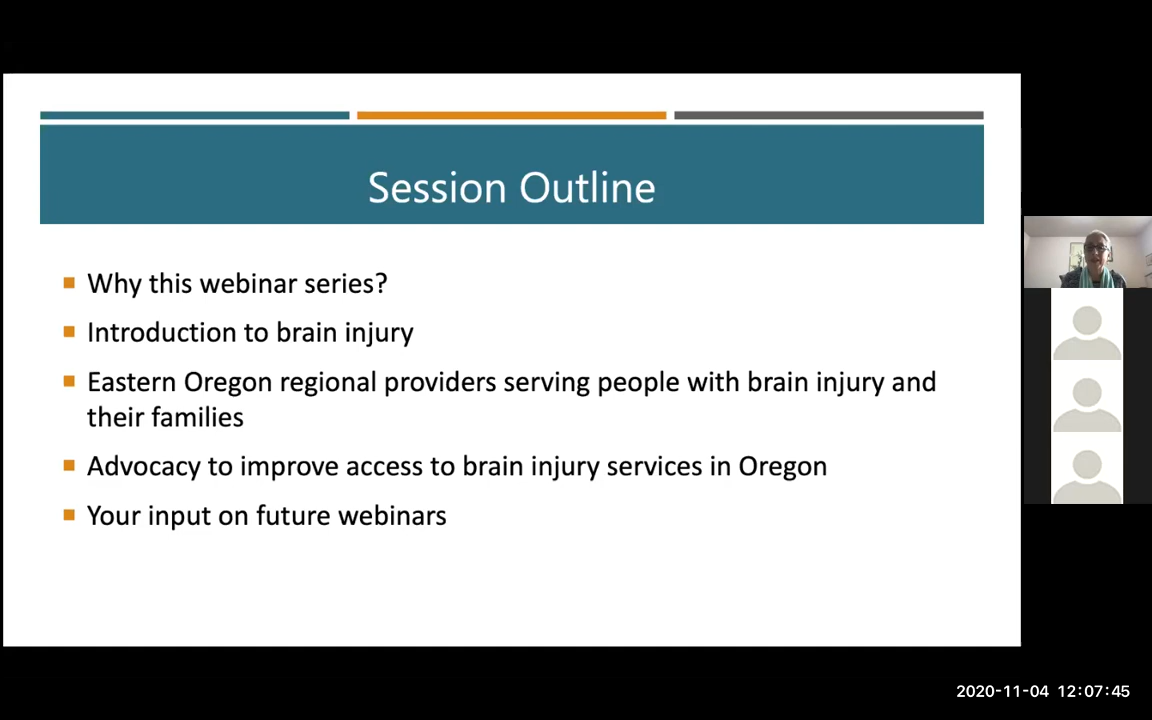 Session Outline
Why this webinar series?
Introduction to brain injury
Eastern Oregon regional providers serving people with brain injury and
their families
Advocacy to improve access to brain injury services in Oregon
Your input on future webinars
2020-11-04 12:07:45